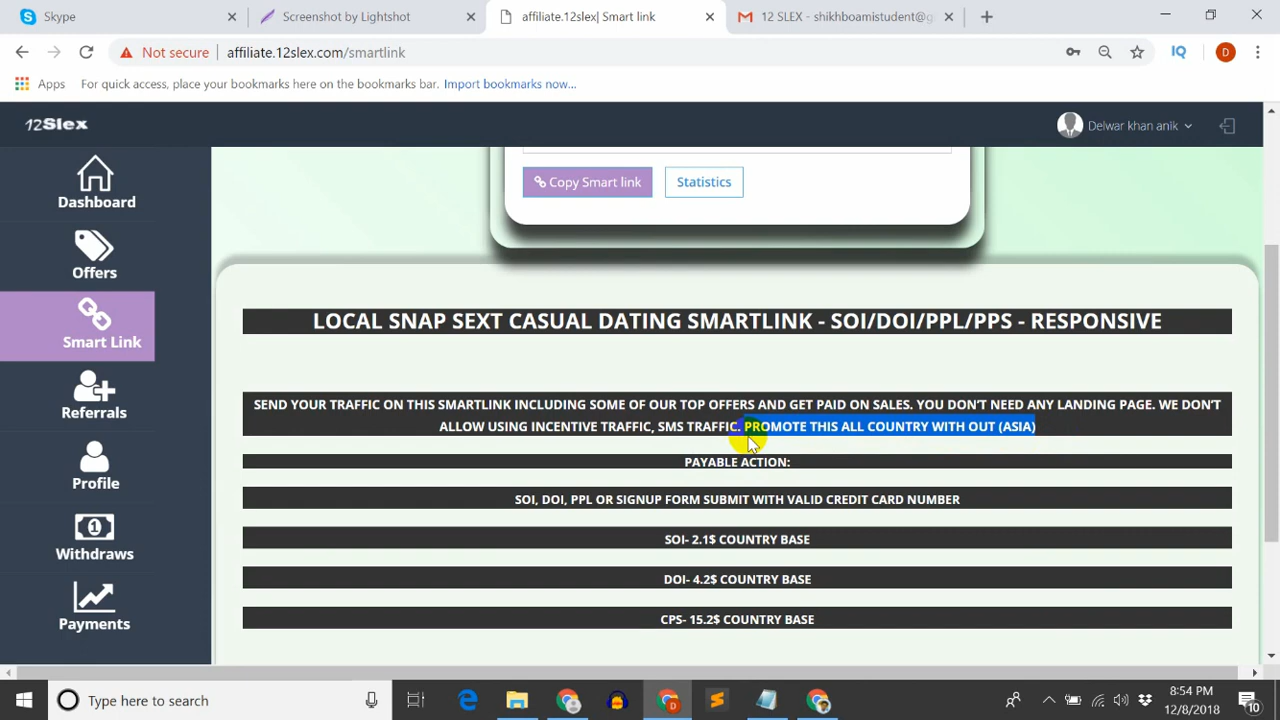 Skype
Screenshot by Lightshot
affiliate.12slex| Smart link
12 SLEX - shikhboamistudent@g
Not secure
affiliate.12slex.com/smartlink
IQ
D
Apps
For quick access, place your bookmarks here on the bookmarks bar. Import bookmarks now...
12Slex
Delwar khan anik
Dashboard
Offers
Smart Link
Referrals
Profile
Withdraws
Payments
Copy Smart link
Statistics
LOCAL SNAP SEXT CASUAL DATING SMARTLINK - SOI/DOI/PPL/PPS - RESPONSIVE
SEND YOUR TRAFFIC ON THIS SMARTLINK INCLUDING SOME OF OUR TOP OFFERS AND GET PAID ON SALES. YOU DON'T NEED ANY LANDING PAGE. WE DON'T
ALLOW USING INCENTIVE TRAFFIC, SMS TRAFFIC. PROMOTE THIS ALL COUNTRY WITH OUT (ASIA)
PAYABLE ACTION:
SOI, DOI, PPL OR SIGNUP FORM SUBMIT WITH VALID CREDIT CARD NUMBER
SOI- 2.1$ COUNTRY BASE
DOI- 4.2$ COUNTRY BASE
CPS- 15.2$ COUNTRY BASE
Type here to search
8:54 PM
12/8/2018
10